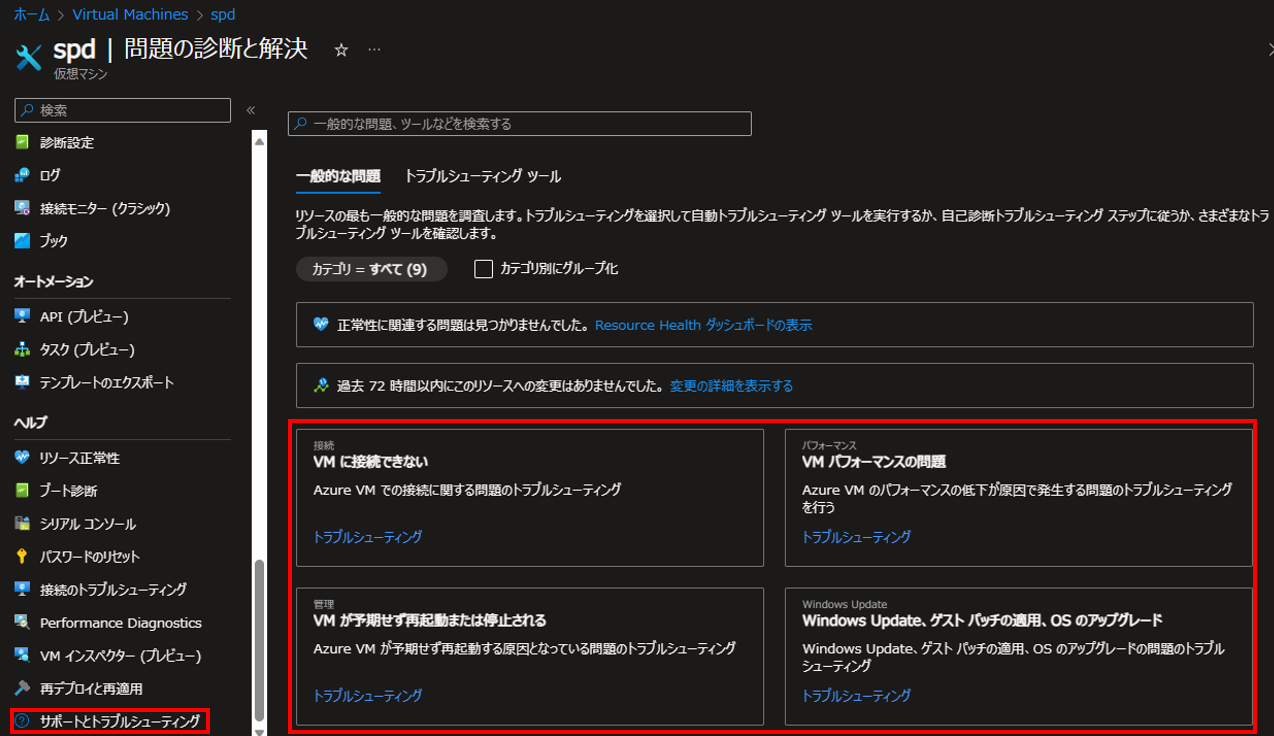 ホーム > Virtual Machines > spd
spd | 問題の診断と解決 ☆ …
仮想マシン
検索
«
診断設定
ログ
接続モニター (クラシック)
ブック
オートメーション
API (プレビュー)
タスク (プレビュー)
テンプレートのエクスポート
ヘルプ
リソース正常性
ブート診断
シリアル コンソール
パスワードのリセット
接続のトラブルシューティング
Performance Diagnostics
VM インスペクター (プレビュー)
再デプロイと再適用
サポートとトラブルシューティング
一般的な問題、ツールなどを検索する
一般的な問題 トラブルシューティング ツール
リソースの最も一般的な問題を調査します。トラブルシューティングを選択して自動トラブルシューティング ツールを実行するか、自己診断トラブルシューティング ステップに従うか、さまざまなトラ
ブルシューティング ツールを確認します。
カテゴリ = すべて (9) カテゴリ別にグループ化
正常性に関連する問題は見つかりませんでした。 Resource Health ダッシュボードの表示
過去 72 時間以内にこのリソースへの変更はありませんでした。 変更の詳細を表示する
接続
VM に接続できない
Azure VM での接続に関する問題のトラブルシューティング
トラブルシューティング
パフォーマンス
VM パフォーマンスの問題
Azure VM のパフォーマンスの低下が原因で発生する問題のトラブルシューティング
を行う
トラブルシューティング
管理
VM が予期せず再起動または停止される
Azure VM が予期せず再起動する原因となっている問題のトラブルシューティング
トラブルシューティング
Windows Update
Windows Update、ゲスト パッチの適用、OS のアップグレード
Windows Update、ゲスト パッチの適用、OS のアップグレードの問題のトラブル
シューティング
トラブルシューティング